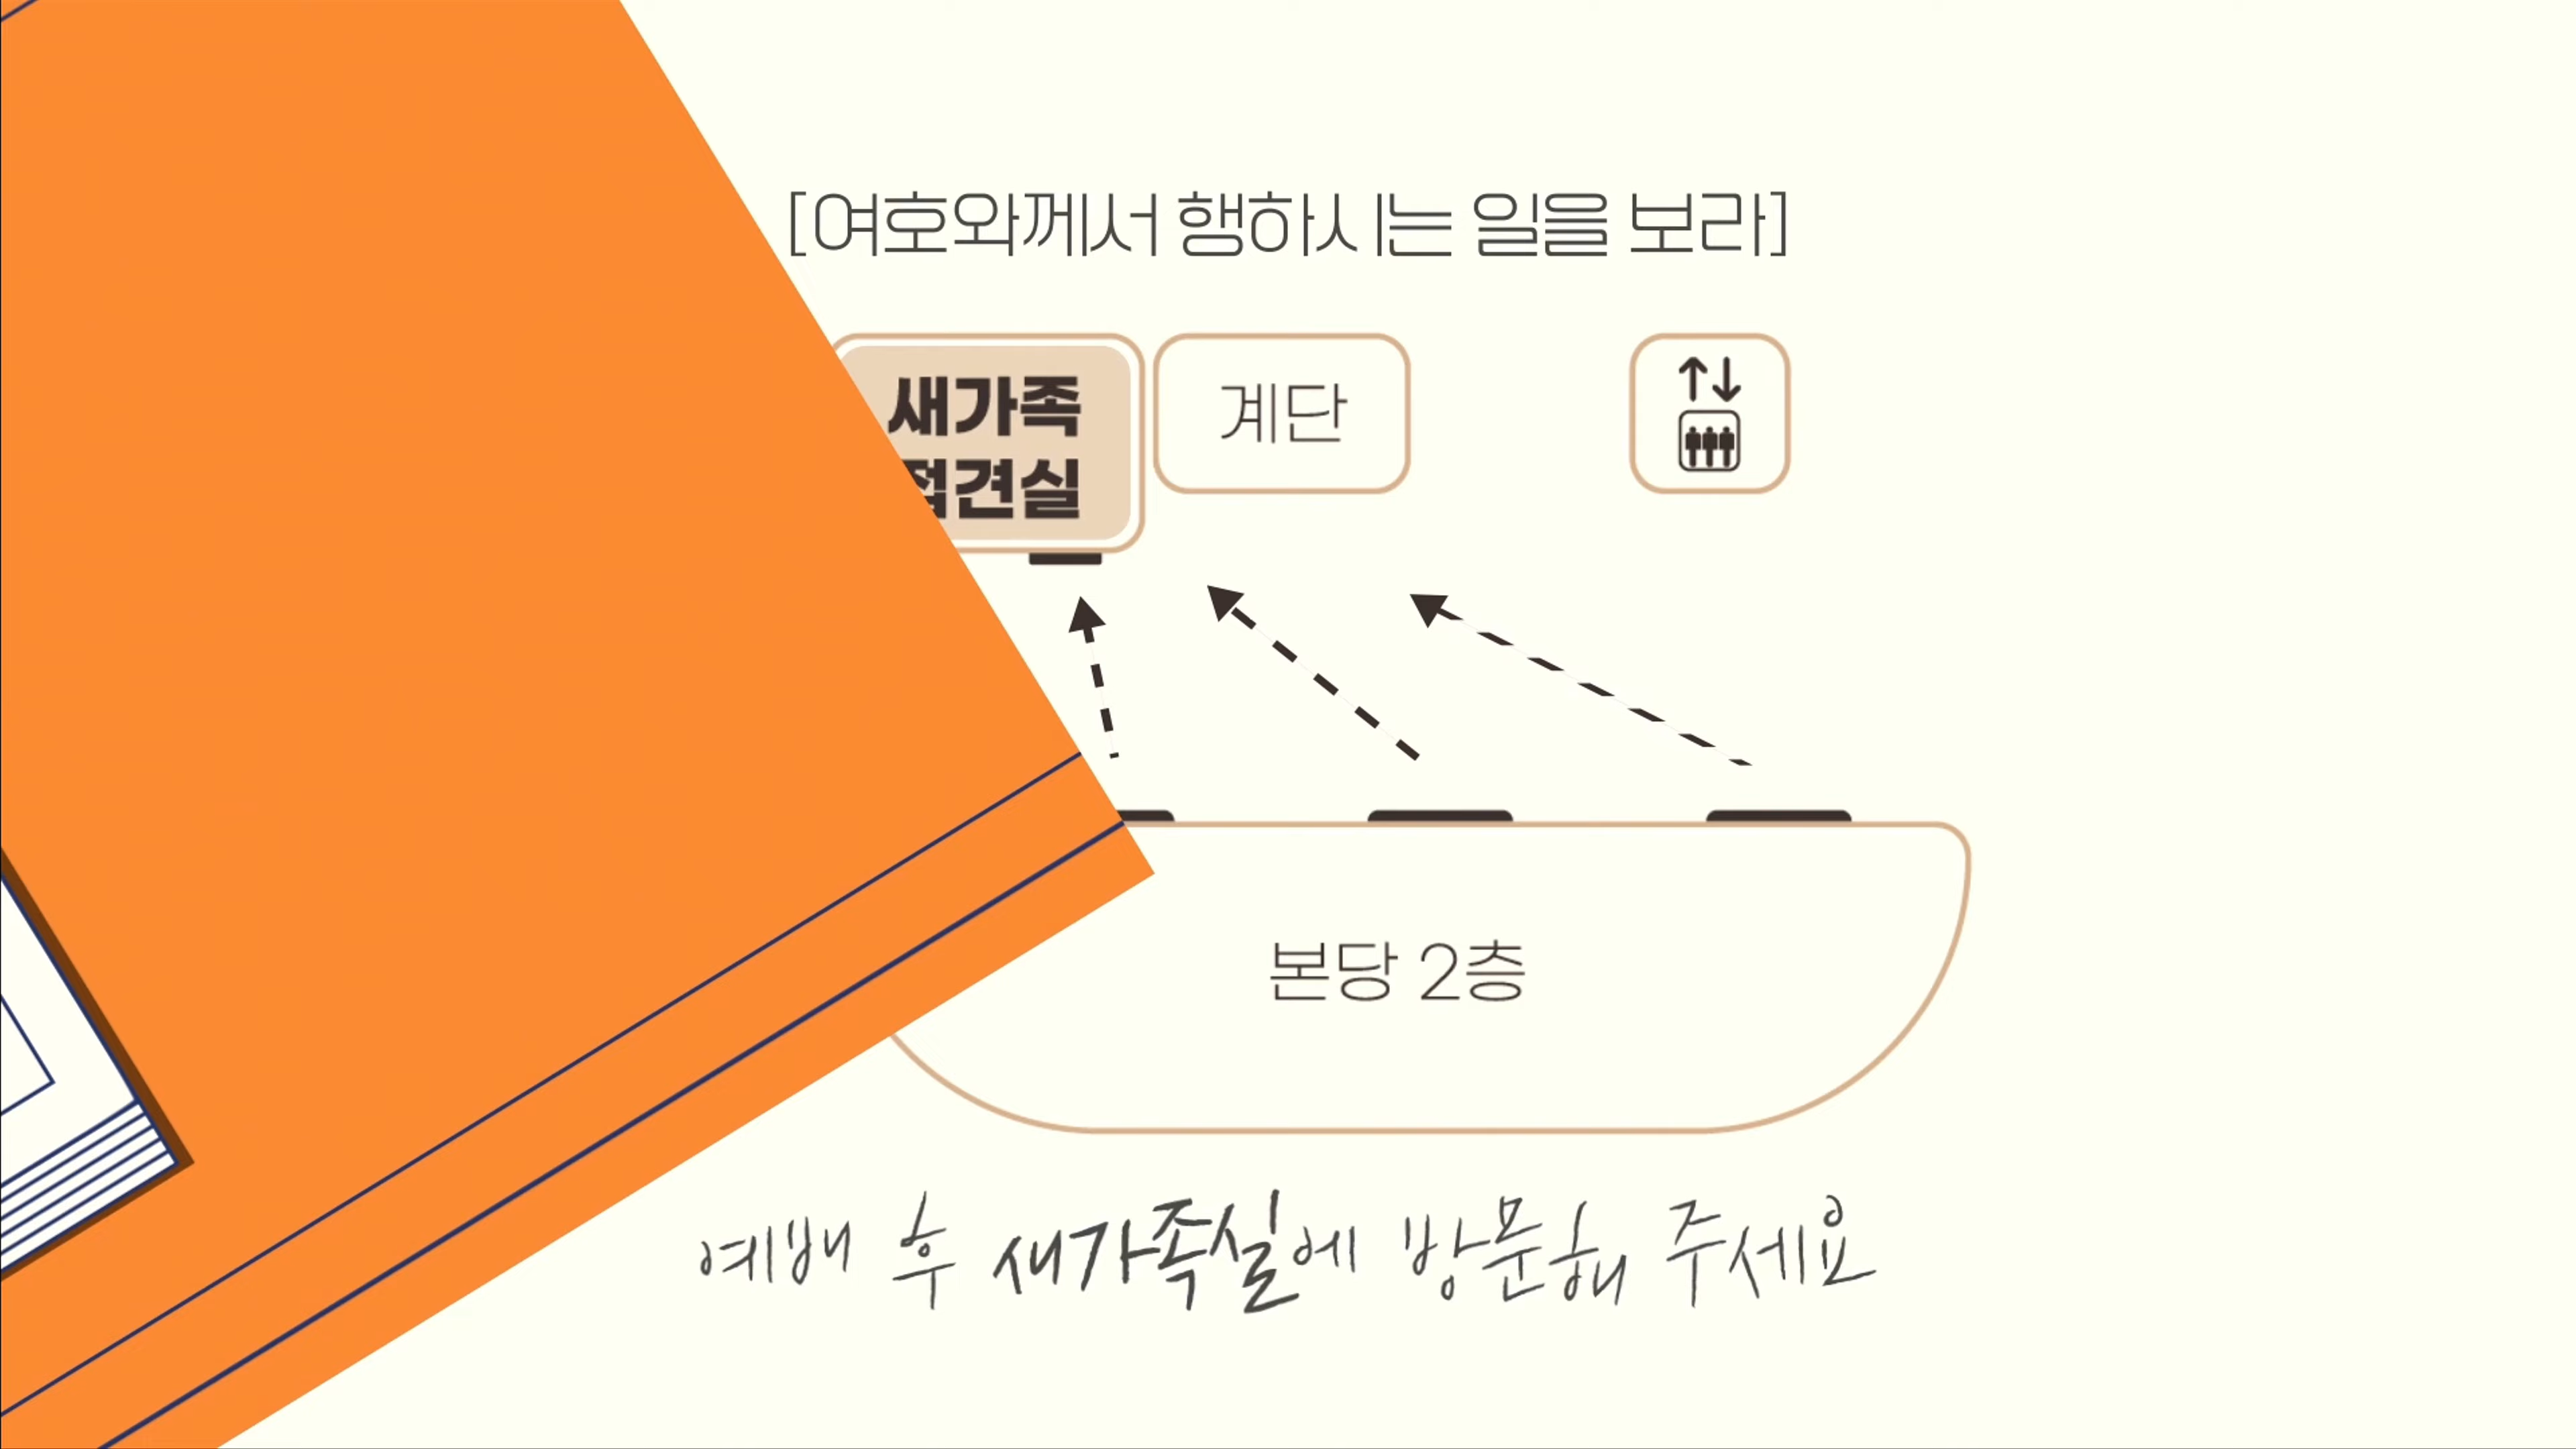 [여호와께서 행하시는 일을 보라]
새가족
접견실
계단
본당 2층
예배 후 새가족실에 방문해 주세요